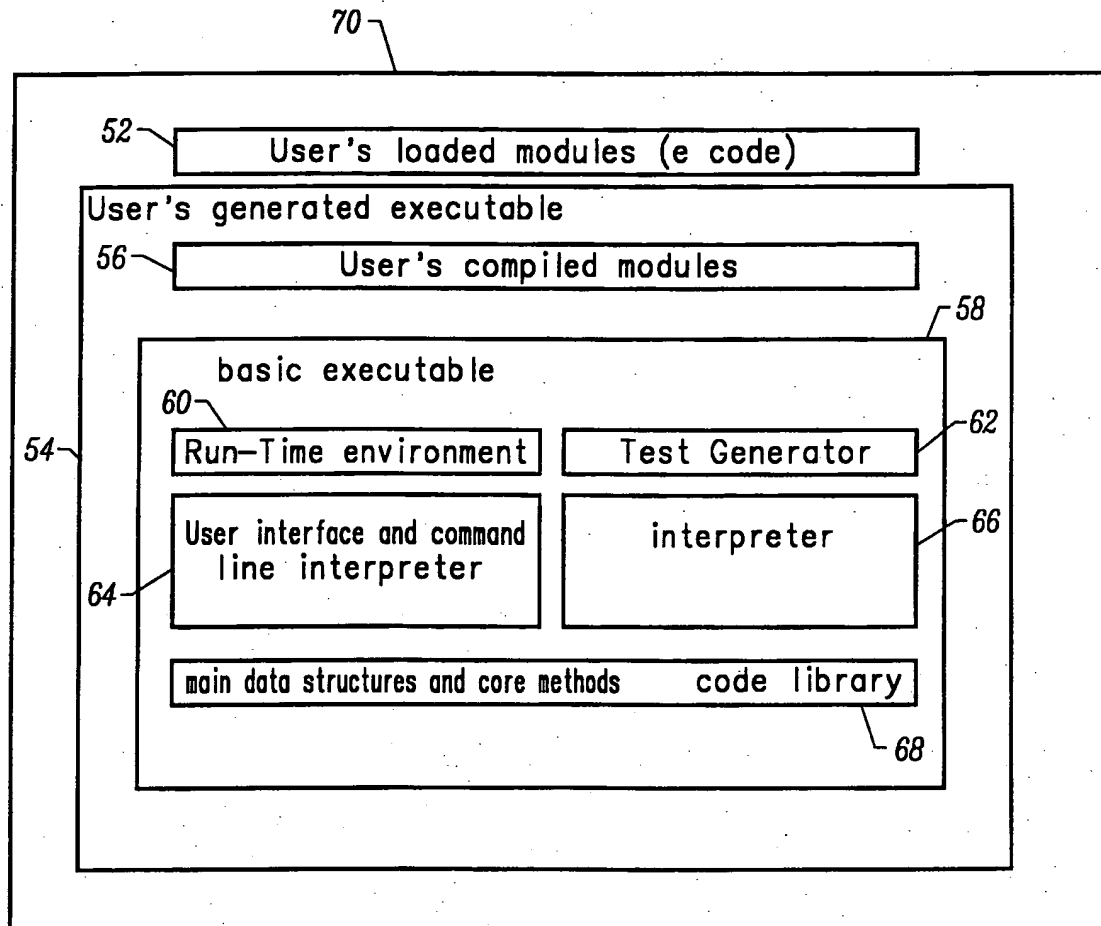 70
52
User's loaded modules (e code)
User's generated executable
56
User's compiled modules
58
basic executable
60
54
Run-Time environment
Test Generator
62
User interface and command
line interpreter
interpreter
66
64
main data structures and core methods code library
68